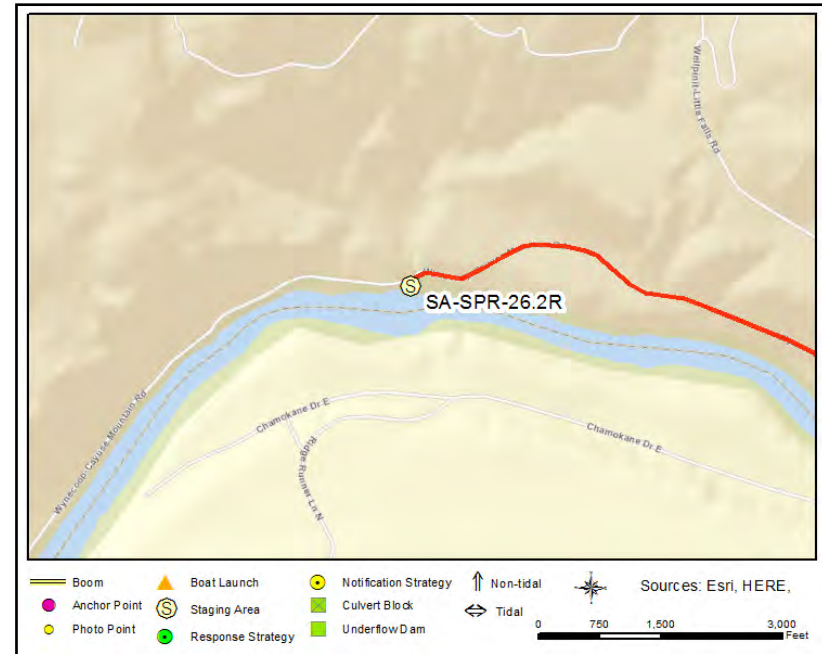 Wellpinit-Little Falls Rd
SA-SPR-26.2R
Wynecoop-Cayuse Mountain Rd
Chamokane Dr E
Chamokane Dr E
Ridge Runner Ln N
Boom
Boat Launch
Notification Strategy
Non-tidal
Sources: Esri, HERE,
Anchor Point
S Staging Area
Culvert Block
Tidal
Photo Point
Response Strategy
Underflow Dam
0 750 1,500 3,000
Feet